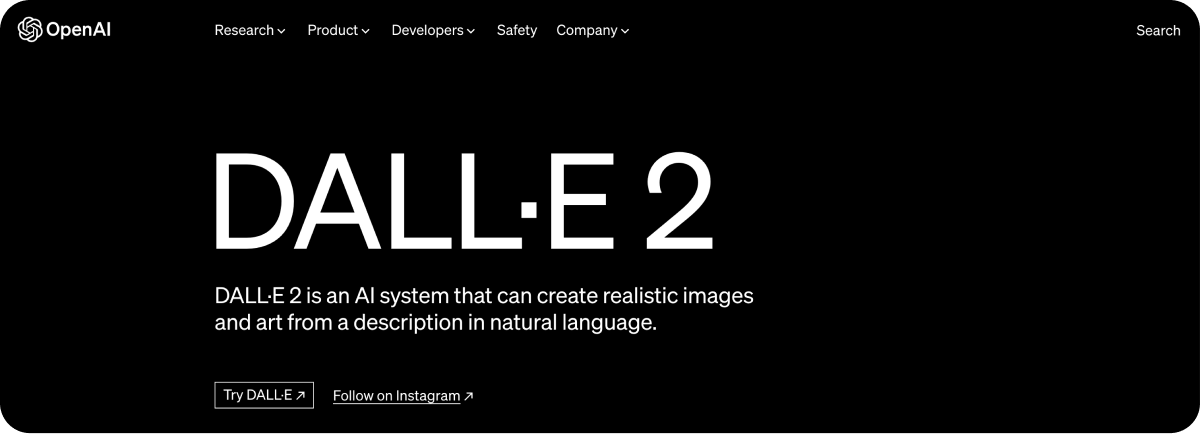 OpenAI Research Product Developers Safety Company Search
DALL·E 2
DALL·E 2 is an AI system that can create realistic images
and art from a description in natural language.
Try DALL·E ↗ Follow on Instagram ↗